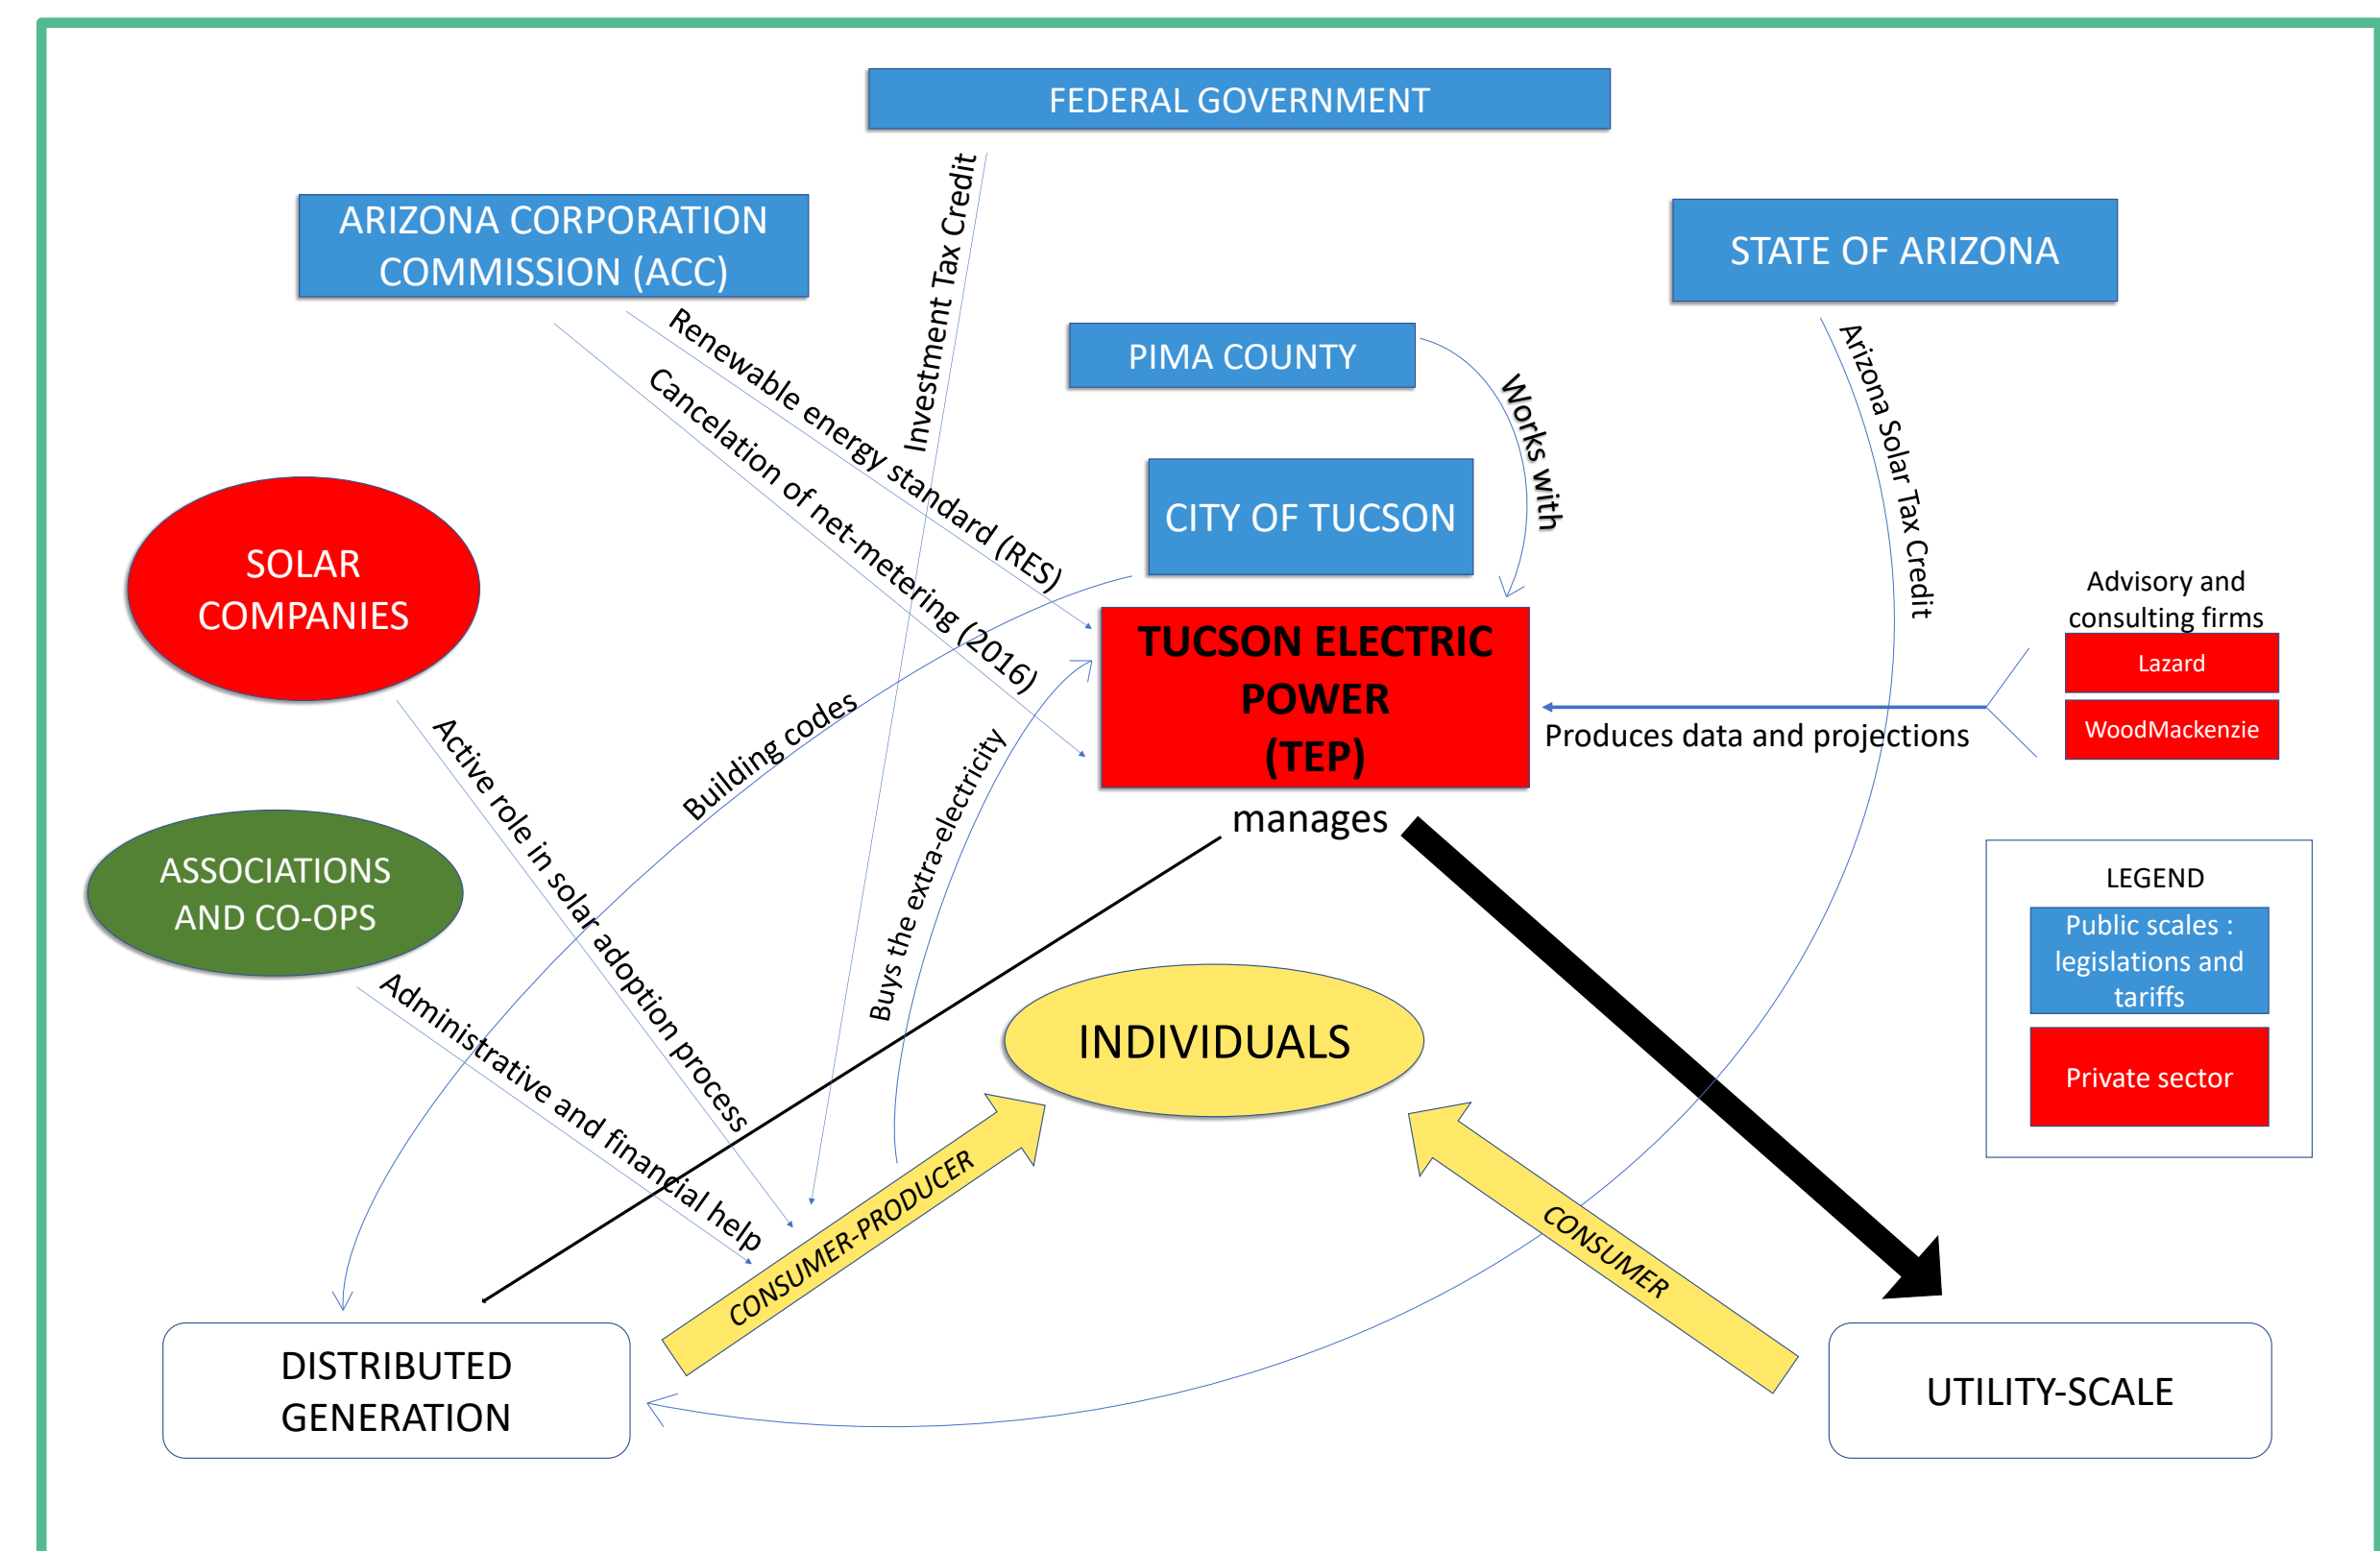 FEDERAL GOVERNMENT
ARIZONA CORPORATION
COMMISSION (ACC)
STATE OF ARIZONA
Investment Tax Credit
PIMA COUNTY
Renewable energy standard (RES)
Cancelation of net-metering (2016)
Works with
Arizona Solar Tax Credit
CITY OF TUCSON
SOLAR
COMPANIES
Advisory and
consulting firms
Lazard
WoodMackenzie
TUCSON ELECTRIC
POWER
(TEP)
Produces data and projections
Building codes
manages
Active role in solar adoption process
Buys the extra-electricity
ASSOCIATIONS
AND CO-OPS
LEGEND
Public scales :
legislations and
tariffs
Private sector
Administrative and financial help
INDIVIDUALS
CONSUMER-PRODUCER
CONSUMER
DISTRIBUTED
GENERATION
UTILITY-SCALE